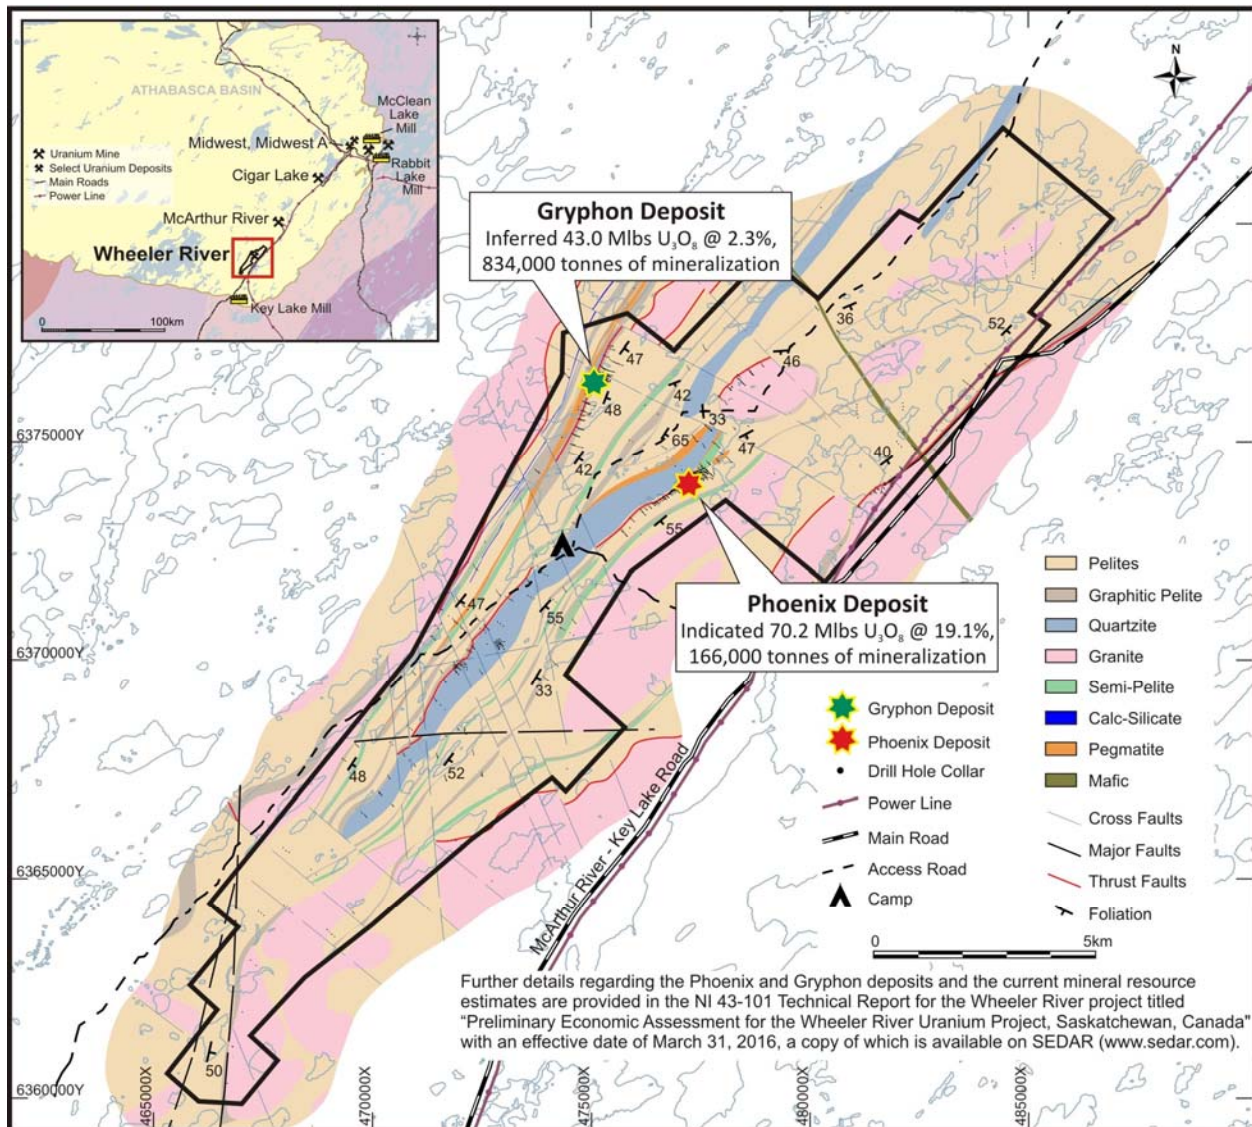 ATHABASCA BASIN
McClean
Lake
Mill
Midwest, Midwest A
Uranium Mine
Select Uranium Deposits
Main Roads
Power Line
Rabbit
Lake
Mill
Cigar Lake
McArthur River
Wheeler River
Key Lake Mill
0 100km
N
Gryphon Deposit
Inferred 43.0 Mlbs U₃O₈ @ 2.3%,
834,000 tonnes of mineralization
36
52
47
46
42
48
33
6375000Y
65
47
42
40
55
Phoenix Deposit
Indicated 70.2 Mlbs U₃O₈ @ 19.1%,
166,000 tonnes of mineralization
47
55
6370000Y
33
48
52
6365000Y
50
6360000Y
465000X
470000X
475000X
480000X
485000X
McArthur River - Key Lake Road
Pelites
Graphitic Pelite
Quartzite
Granite
Semi-Pelite
Calc-Silicate
Pegmatite
Mafic
Cross Faults
Major Faults
Thrust Faults
Foliation
Gryphon Deposit
Phoenix Deposit
Drill Hole Collar
Power Line
Main Road
Access Road
Camp
0 5km
Further details regarding the Phoenix and Gryphon deposits and the current mineral resource
estimates are provided in the NI 43-101 Technical Report for the Wheeler River project titled
“Preliminary Economic Assessment for the Wheeler River Uranium Project, Saskatchewan, Canada"
with an effective date of March 31, 2016, a copy of which is available on SEDAR (www.sedar.com).